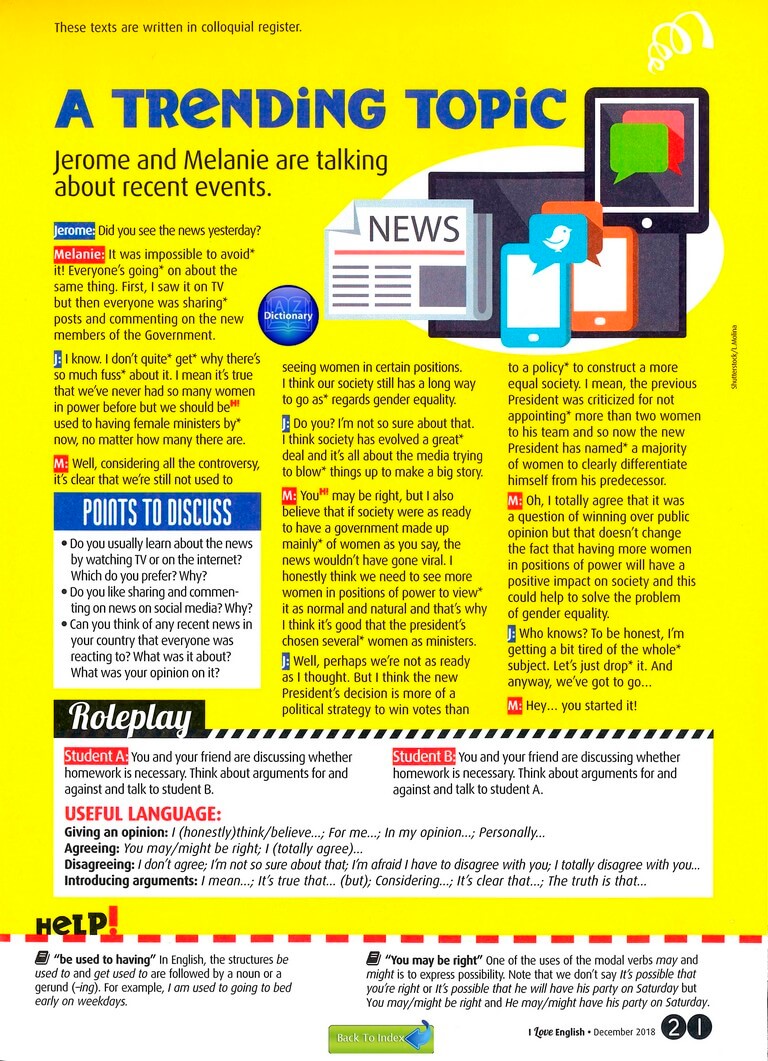 These texts are written in colloquial register.
A TRENDING TOPIC
Jerome and Melanie are talking
about recent events.
NEWS
Jerome: Did you see the news yesterday?
Melanie: It was impossible to avoid*
it! Everyone's going* on about the
same thing. First, I saw it on TV
but then everyone was sharing*
posts and commenting on the new
members of the Government.
J: I know. I don't quite* get* why there's
so much fuss* about it. I mean it's true
that we've never had so many women
in power before but we should be H!
used to having female ministers by*
now, no matter how many there are.
M: Well, considering all the controversy,
it's clear that we're still not used to
A Z
Dictionary
seeing women in certain positions.
I think our society still has a long way
to go as* regards gender equality.
J: Do you? I'm not so sure about that.
I think society has evolved a great*
deal and it's all about the media trying
to blow* things up to make a big story.
M: You H! may be right, but I also
believe that if society were as ready
to have a government made up
mainly* of women as you say, the
news wouldn't have gone viral. I
honestly think we need to see more
women in positions of power to view*
it as normal and natural and that's why
I think it's good that the president's
chosen several* women as ministers.
J: Well, perhaps we're not as ready
as I thought. But I think the new
President's decision is more of a
political strategy to win votes than
to a policy* to construct a more
equal society. I mean, the previous
President was criticized for not
appointing* more than two women
to his team and so now the new
President has named* a majority
of women to clearly differentiate
himself from his predecessor.
M: Oh, I totally agree that it was
a question of winning over public
opinion but that doesn't change
the fact that having more women
in positions of power will have a
positive impact on society and this
could help to solve the problem
of gender equality.
J: Who knows? To be honest, I'm
getting a bit tired of the whole*
subject. Let's just drop* it. And
anyway, we've got to go...
M: Hey... you started it!
Shutterstock/L.Molina
POINTS TO DISCUSS
• Do you usually learn about the news
by watching TV or on the internet?
Which do you prefer? Why?
• Do you like sharing and commen-
ting on news on social media? Why?
• Can you think of any recent news in
your country that everyone was
reacting to? What was it about?
What was your opinion on it?
Roleplay
Student A: You and your friend are discussing whether
homework is necessary. Think about arguments for and
against and talk to student B.
Student B: You and your friend are discussing whether
homework is necessary. Think about arguments for and
against and talk to student A.
USEFUL LANGUAGE:
Giving an opinion: I (honestly)think/believe...; For me...; In my opinion...; Personally...
Agreeing: You may/might be right; I (totally agree)...
Disagreeing: I don't agree; I'm not so sure about that; I'm afraid I have to disagree with you; I totally disagree with you...
Introducing arguments: I mean...; It's true that... (but); Considering...; It's clear that...; The truth is that...
HELP!
"be used to having" In English, the structures be
used to and get used to are followed by a noun or a
gerund (-ing). For example, I am used to going to bed
early on weekdays.
"You may be right" One of the uses of the modal verbs may and
might is to express possibility. Note that we don't say It's possible that
you're right or It's possible that he will have his party on Saturday but
You may/might be right and He may/might have his party on Saturday.
Back To Index
I Love English • December 2018 21